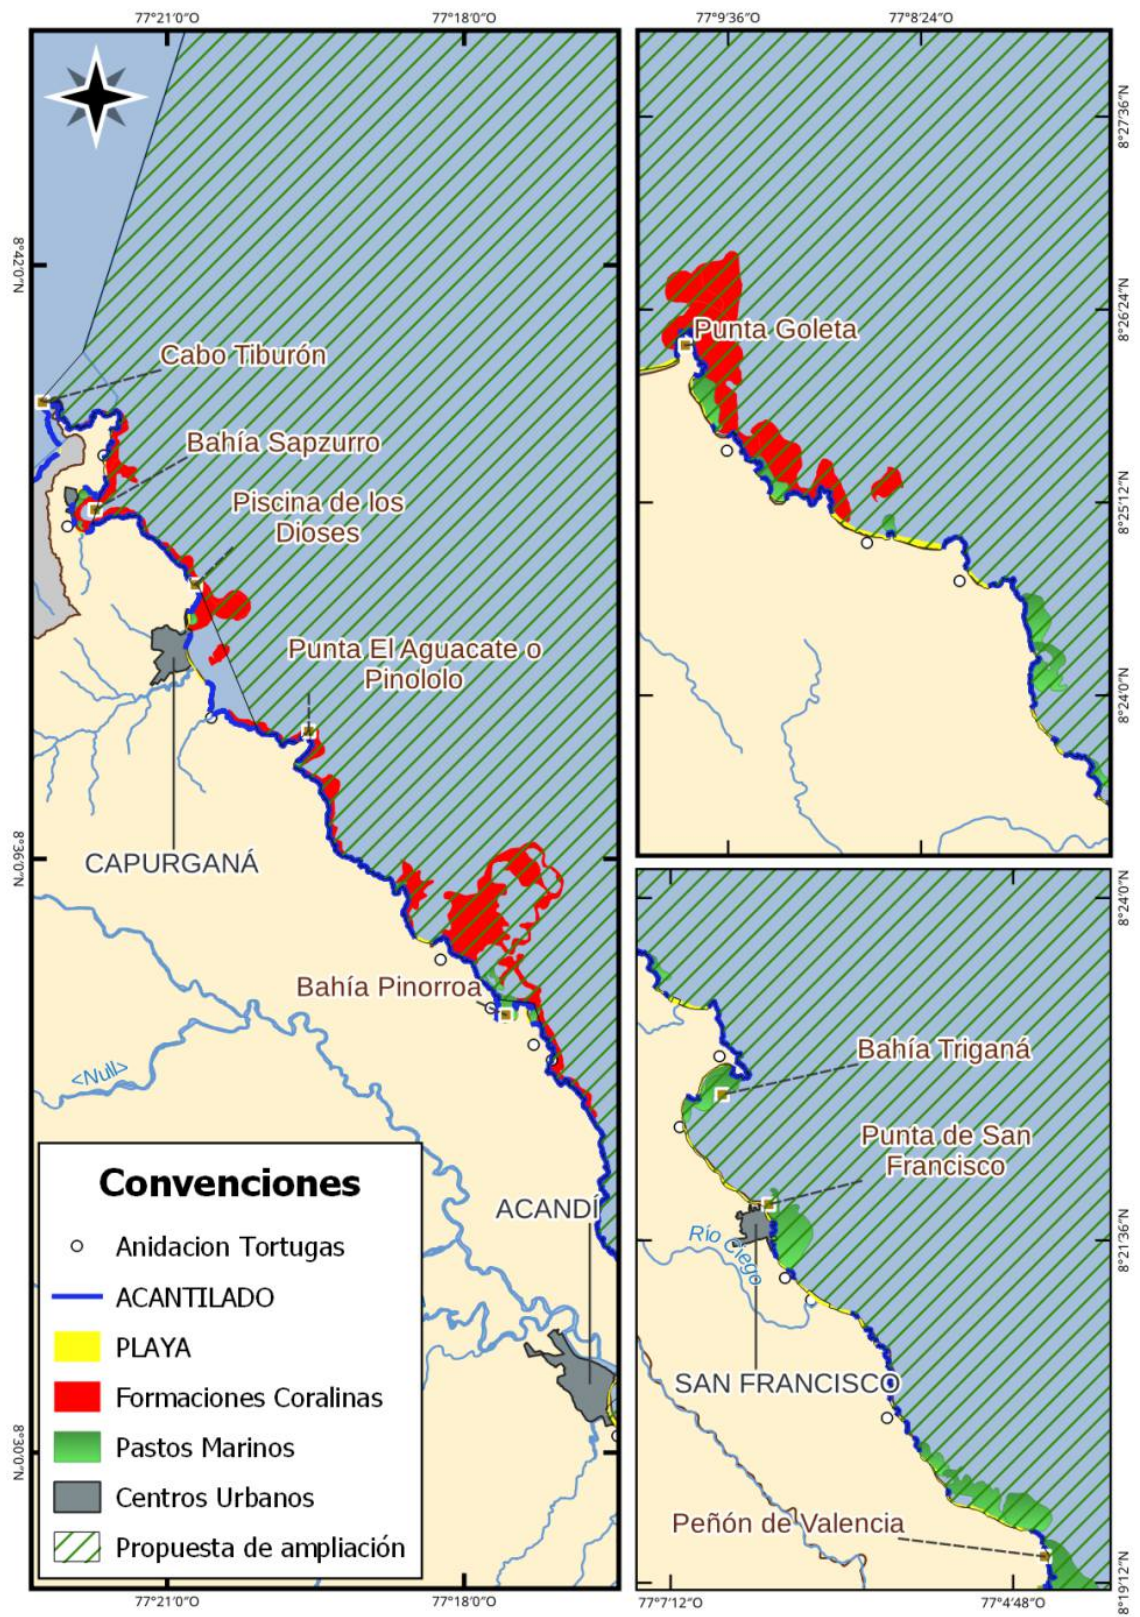 77°21'0"O
77°18'0"O
77°9'36"O
77°8'24"O
8°42'0"N
8°36'0"N
8°30'0"N
Cabo Tiburón
Bahía Sapzurro
Piscina de los
Dioses
Punta El Aguacate o
Pinololo
CAPURGANÁ
Bahía Pinorroa
<Null>
ACANDÍ
Convenciones
Anidacion Tortugas
ACANTILADO
PLAYA
Formaciones Coralinas
Pastos Marinos
Centros Urbanos
Propuesta de ampliación
77°21'0"O
77°18'0"O
Punta Goleta
8°27'36"N
8°26'24"N
8°25'12"N
8°24'0"N
Bahía Triganá
Punta de San
Francisco
Río Ciego
SAN FRANCISCO
Peñón de Valencia
8°24'0"N
8°21'36"N
8°19'12"N
77°7'12"O
77°4'48"O